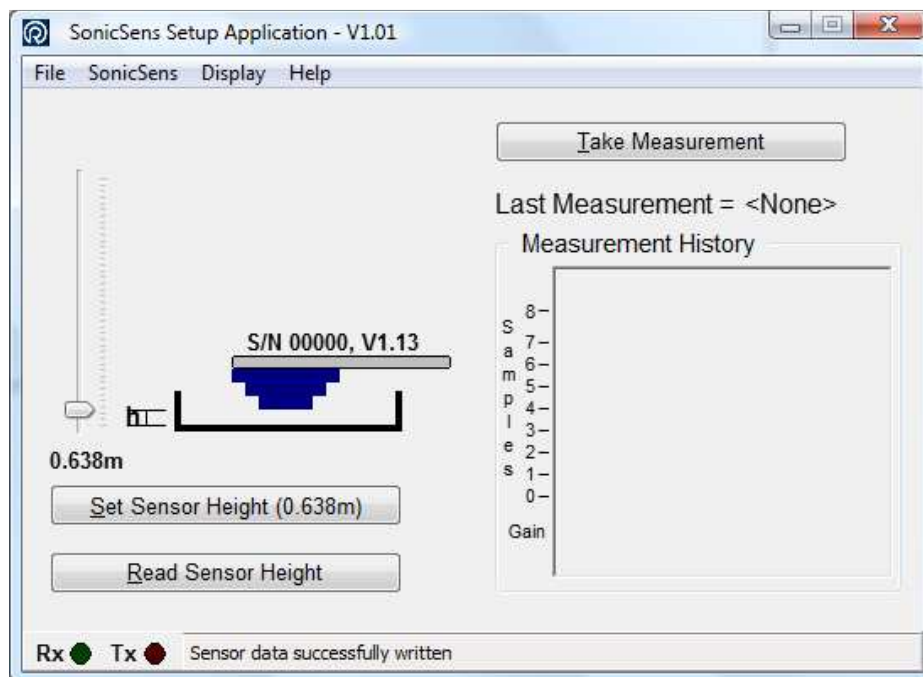 SonicSens Setup Application - V1.01
File SonicSens Display Help
Take Measurement
Last Measurement = <None>
Measurement History
S/N 00000, V1.13
h
0.638m
Set Sensor Height (0.638m)
Read Sensor Height
Samples
8
7
6
5
4
3
2
1
0
Gain
Rx Tx Sensor data successfully written